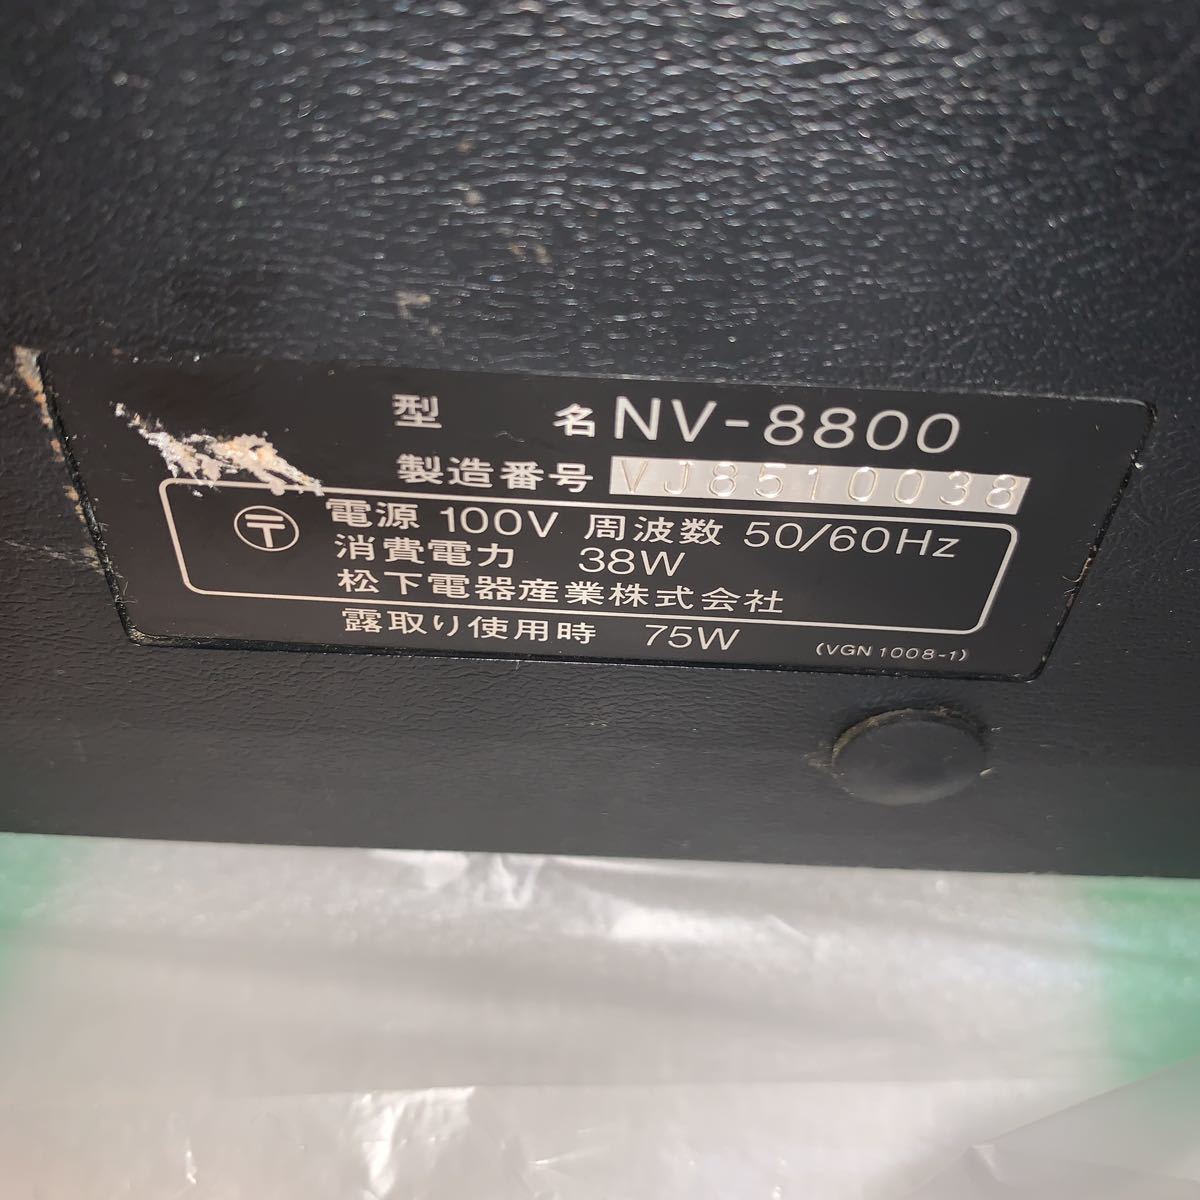 型 名 NV-8800
製造番号 VJ8510038
〒 電源 100V 周波数 50/60Hz
消費電力 38W
松下電器産業株式会社
露取り使用時 75W
(VGN 1008-1)